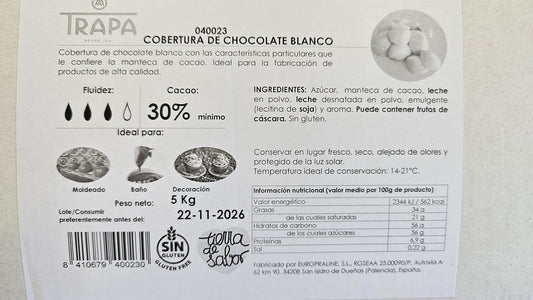 TRAPA
DESDE 1891
040023
COBERTURA DE CHOCOLATE BLANCO
Cobertura de chocolate blanco con las características particulares que
le confiere la manteca de cacao. Ideal para la fabricación de
productos de alta calidad.
Fluidez:
Cacao:
30% mínimo
Ideal para:
Moldeado
Baño
Decoración
Peso neto: 5 Kg
Lote/Consumir
preferentemente antes del:
22-11-2026
8 410679 400230
SIN
GLUTEN
GLUTEN FREE
tierra
de sabor
INGREDIENTES: Azúcar, manteca de cacao, leche
en polvo, leche desnatada en polvo, emulgente
(lecitina de soja) y aroma. Puede contener frutos de
cáscara. Sin gluten.
Conservar en lugar fresco, seco, alejado de olores y
protegido de la luz solar.
Temperatura ideal de conservación: 14-21ºC.
Información nutricional (valor medio por 100g de producto)
Valor energético 2344 kJ / 562 kcal
Grasas 34 g
de las cuales saturadas 21 g
Hidratos de carbono 56 g
de los cuales azúcares 56 g
Proteínas 6,9 g
Sal 0,22 g
Fabricado por EUROPRALINE, S.L., RGSEAA 25.00090/P, Autovía A-
62 km 90, 34208 San Isidro de Dueñas (Palencia), España.